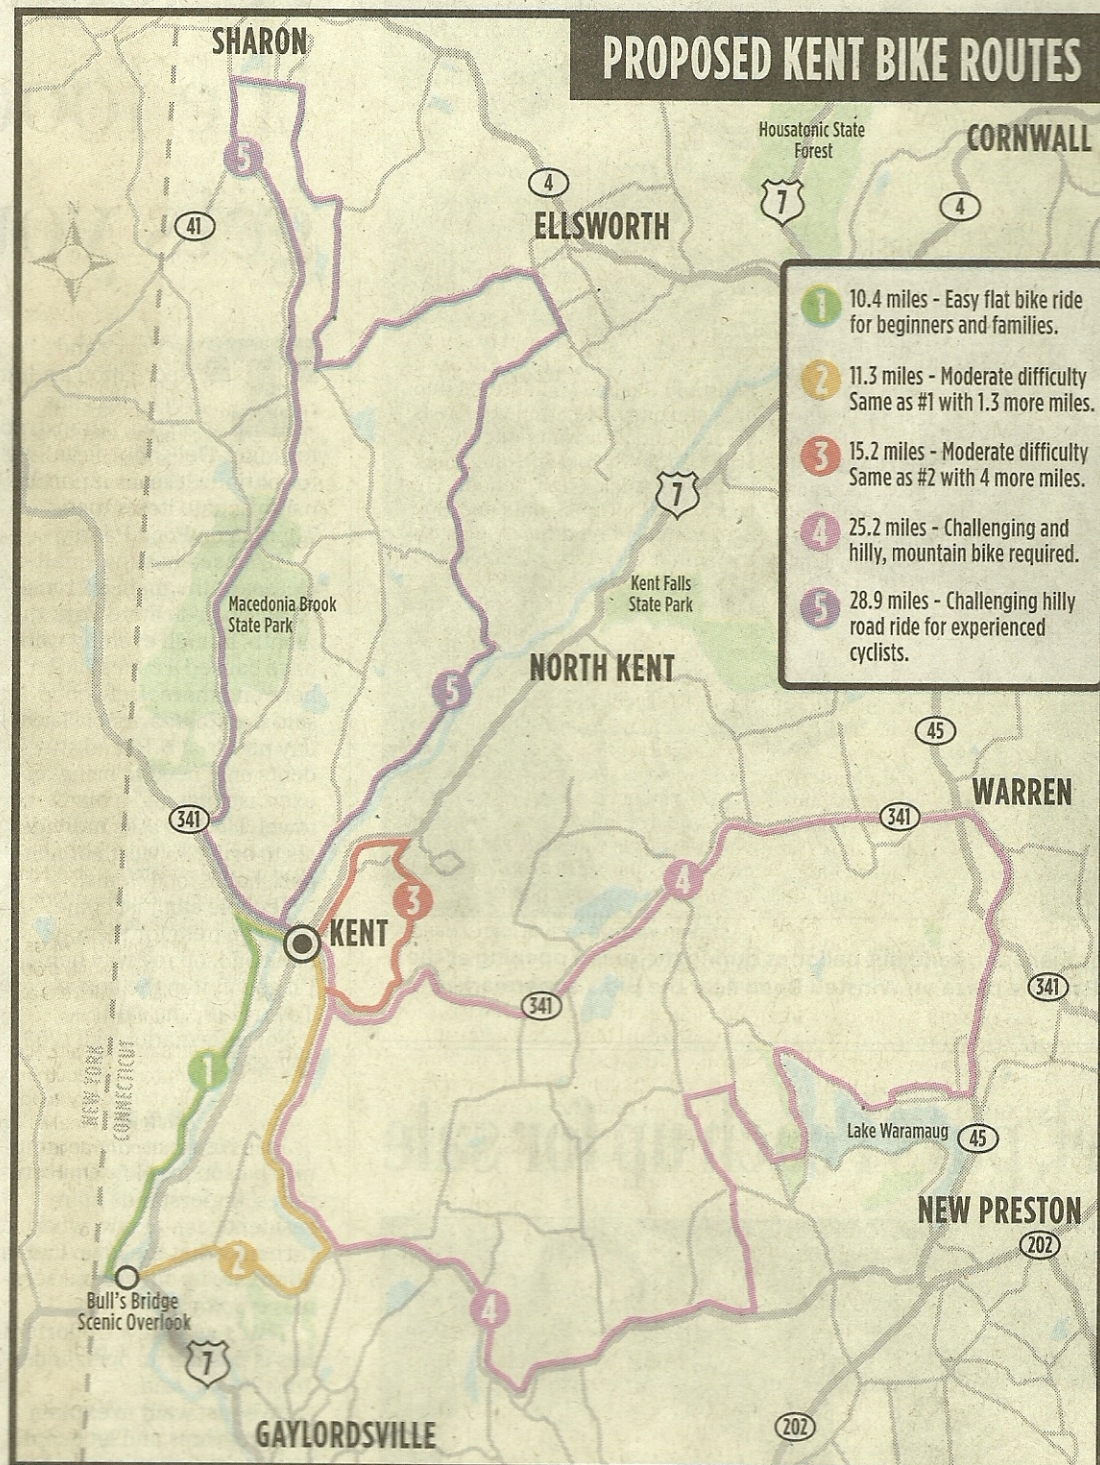 PROPOSED KENT BIKE ROUTES
SHARON
Housatonic State
Forest
CORNWALL
5
4
7
4
41
ELLSWORTH
N
1
10.4 miles - Easy flat bike ride
for beginners and families.
2
11.3 miles - Moderate difficulty
Same as #1 with 1.3 more miles.
3
15.2 miles - Moderate difficulty
Same as #2 with 4 more miles.
4
25.2 miles - Challenging and
hilly, mountain bike required.
5
28.9 miles - Challenging hilly
road ride for experienced
cyclists.
7
Macedonia Brook
State Park
Kent Falls
State Park
NORTH KENT
5
45
WARREN
341
341
4
3
KENT
341
341
NEW YORK
CONNECTICUT
1
Lake Waramaug
45
NEW PRESTON
202
2
Bull's Bridge
Scenic Overlook
4
7
GAYLORDSVILLE
202